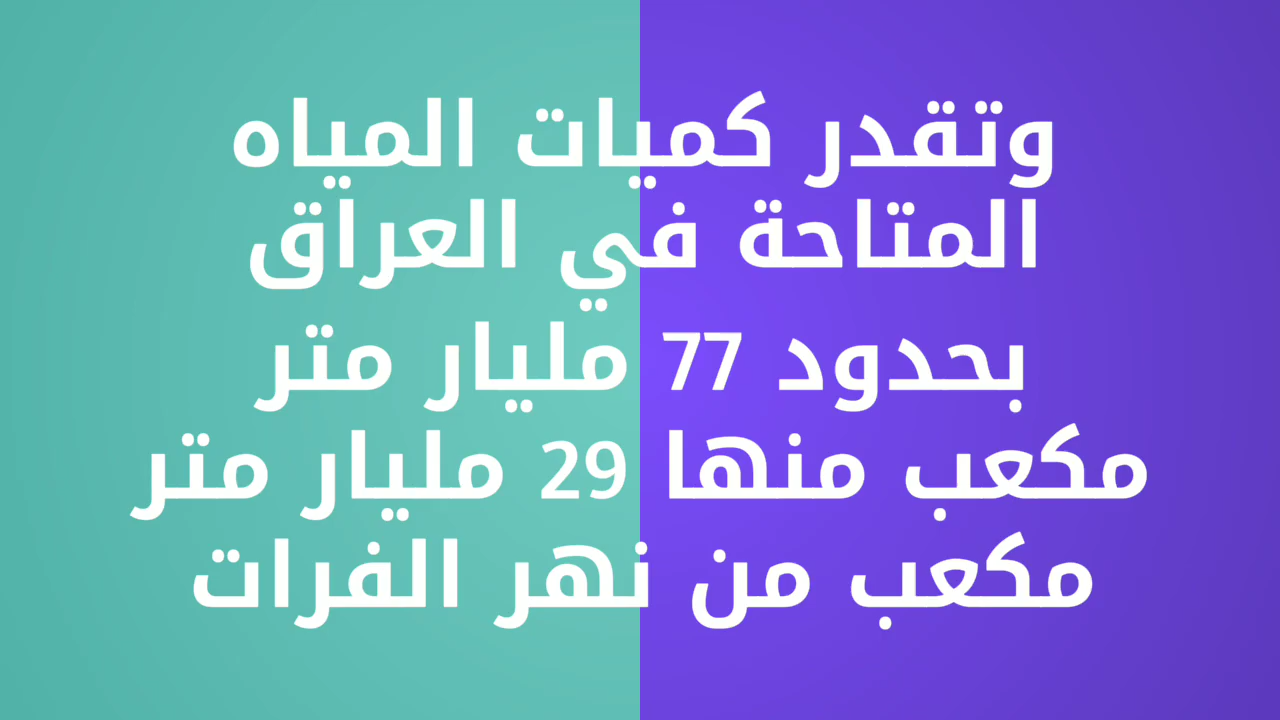 وتقدر كميات المياه
المتاحة في العراق
بحدود 77 مليار متر
مكعب منها 29 مليار متر
مكعب من نهر الفرات